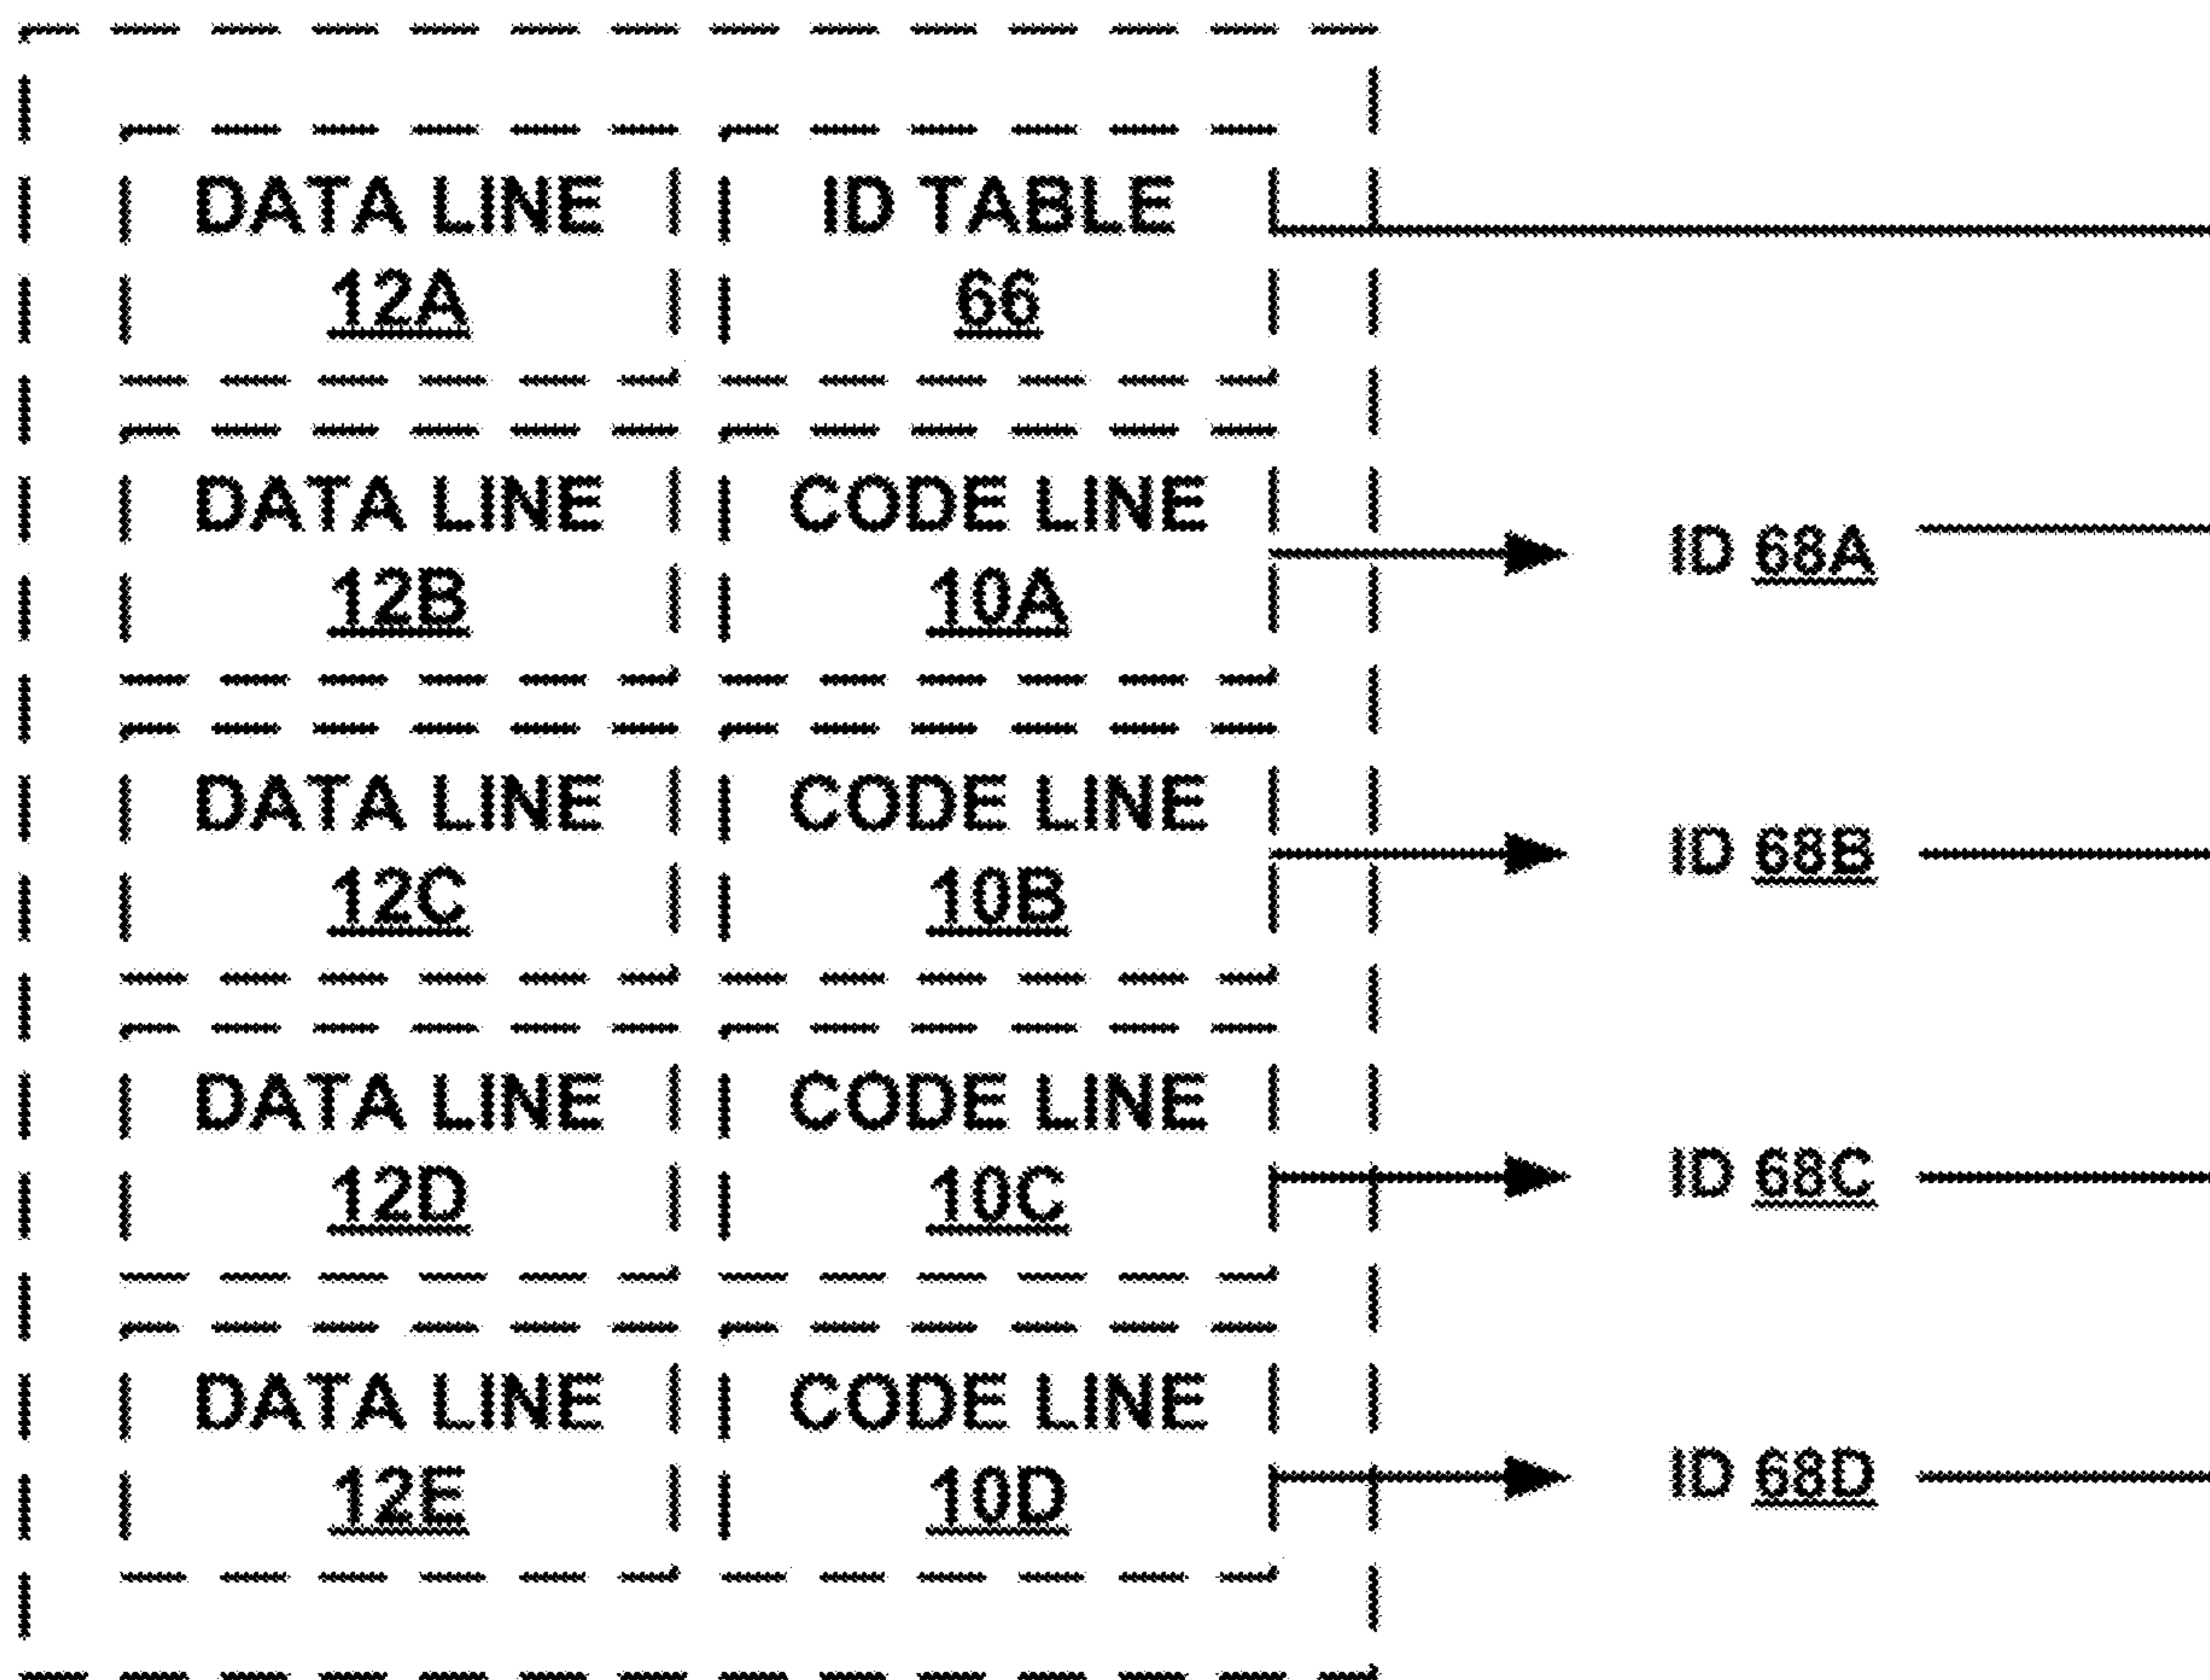 DATA LINE
12A
ID TABLE
66
DATA LINE
12B
CODE LINE
10A
ID 68A
DATA LINE
12C
CODE LINE
10B
ID 68B
DATA LINE
12D
CODE LINE
10C
ID 68C
DATA LINE
12E
CODE LINE
10D
ID 68D